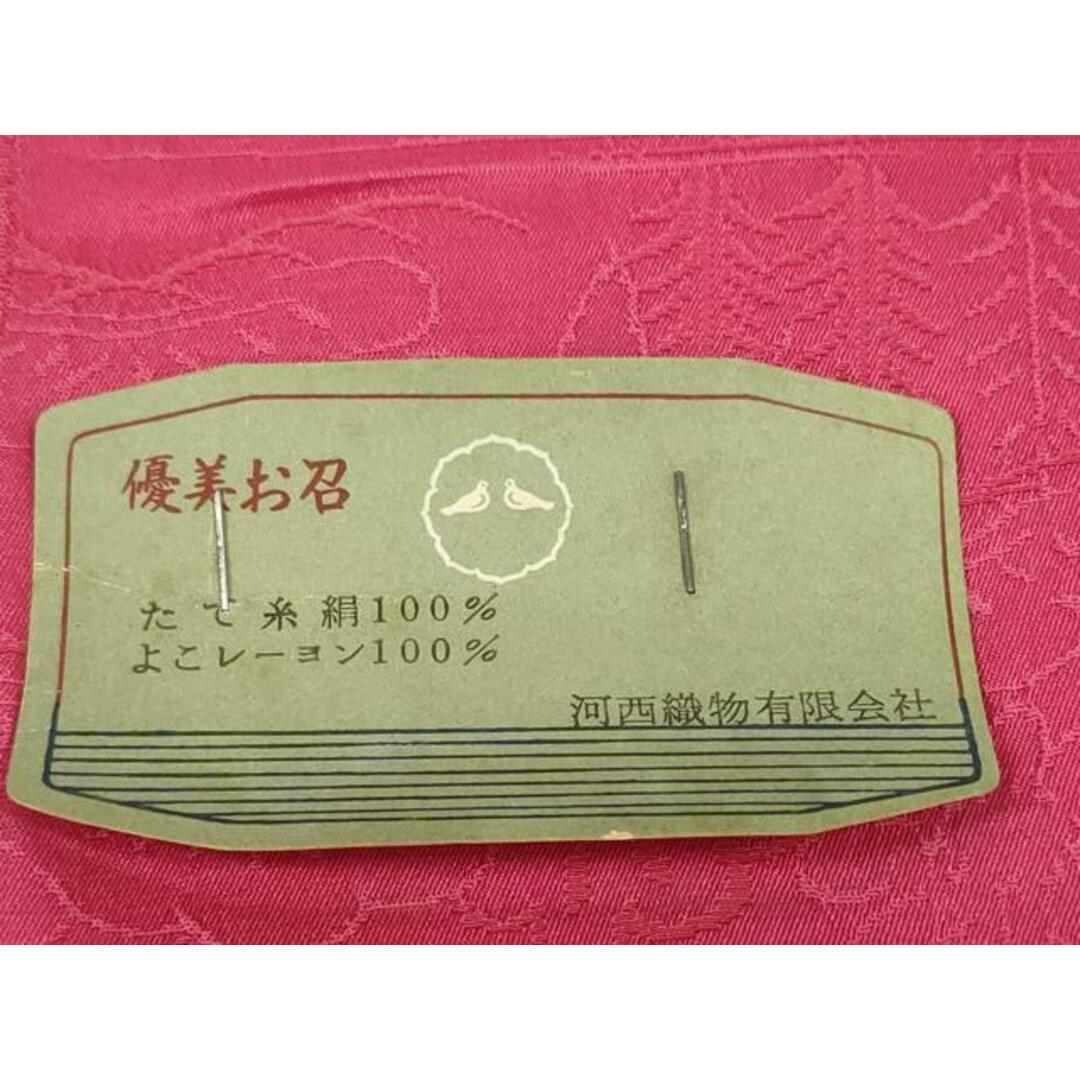 優美お召
たて糸絹100%
よこレーヨン100%
河西織物有限会社